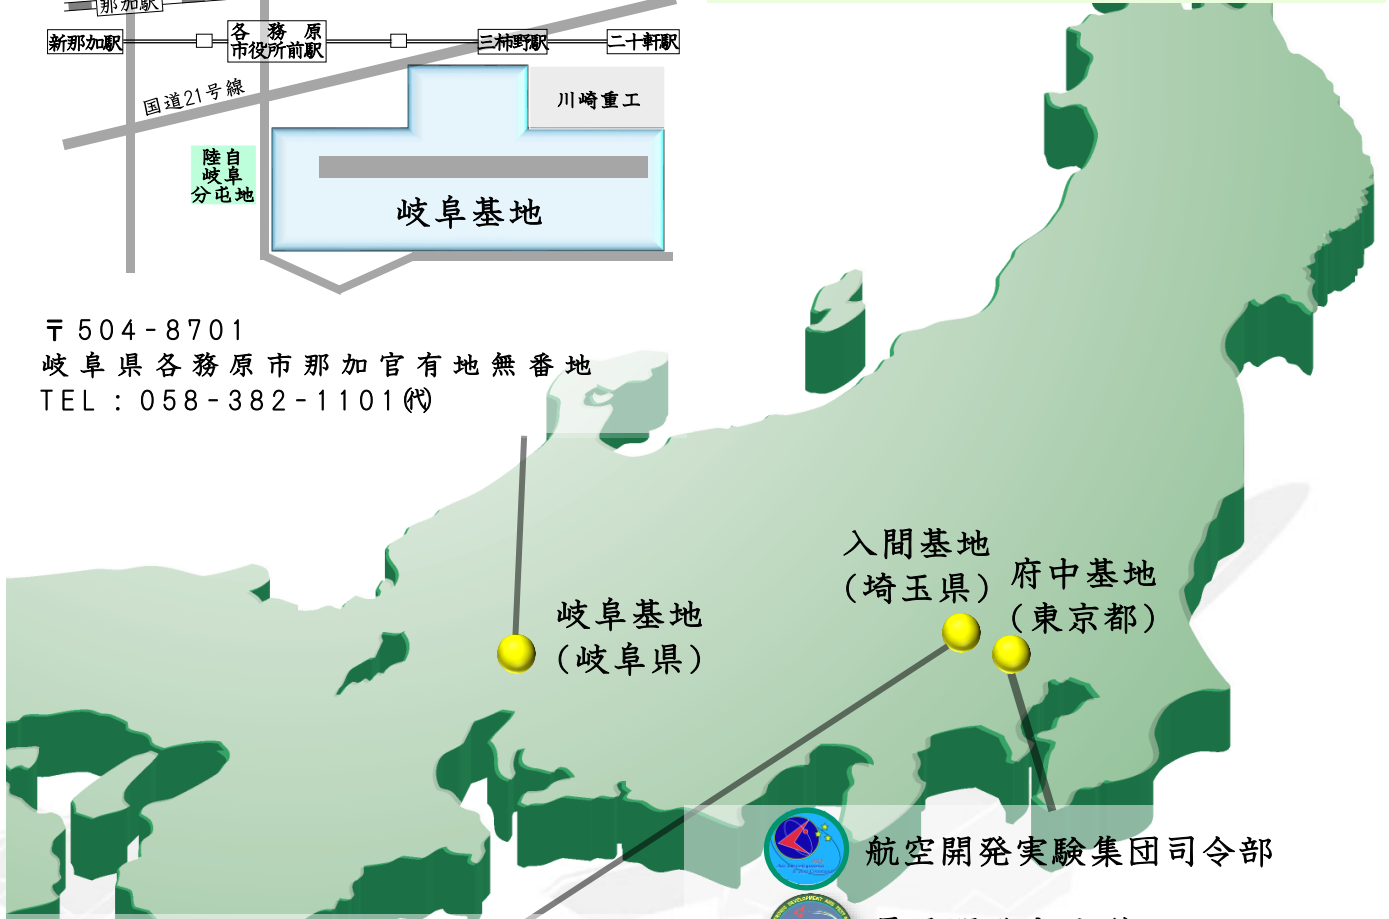 那加駅
新那加駅
各務原
市役所前駅
三柿野駅
二十軒駅
国道21号線
川崎重工
陸自
岐阜
分屯地
岐阜基地
〒504-8701
岐阜県各務原市那加官有地無番地
TEL：058-382-1101㈹
入間基地
(埼玉県)
府中基地
(東京都)
岐阜基地
(岐阜県)
航空開発実験集団司令部